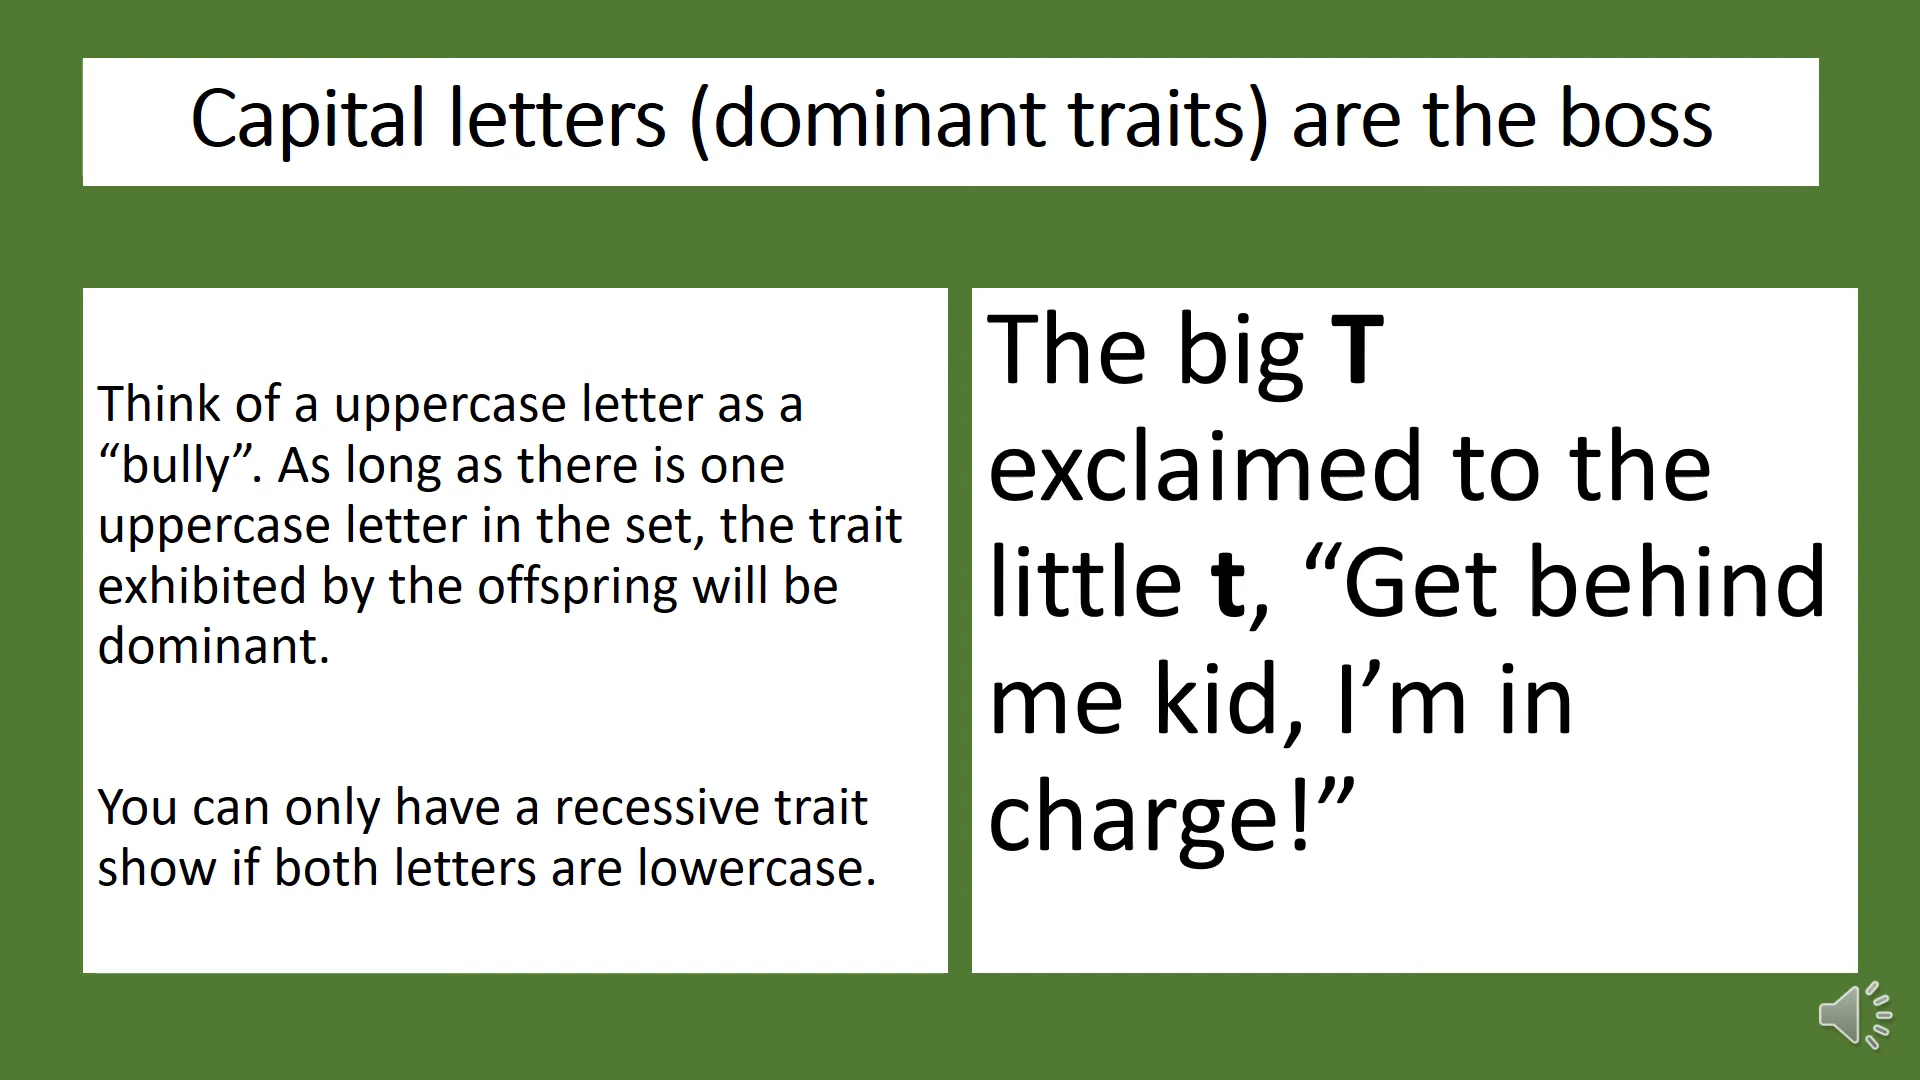 Capital letters (dominant traits) are the boss
Think of a uppercase letter as a
“bully”. As long as there is one
uppercase letter in the set, the trait
exhibited by the offspring will be
dominant.
You can only have a recessive trait
show if both letters are lowercase.
The big T
exclaimed to the
little t, “Get behind
me kid, I’m in
charge!”